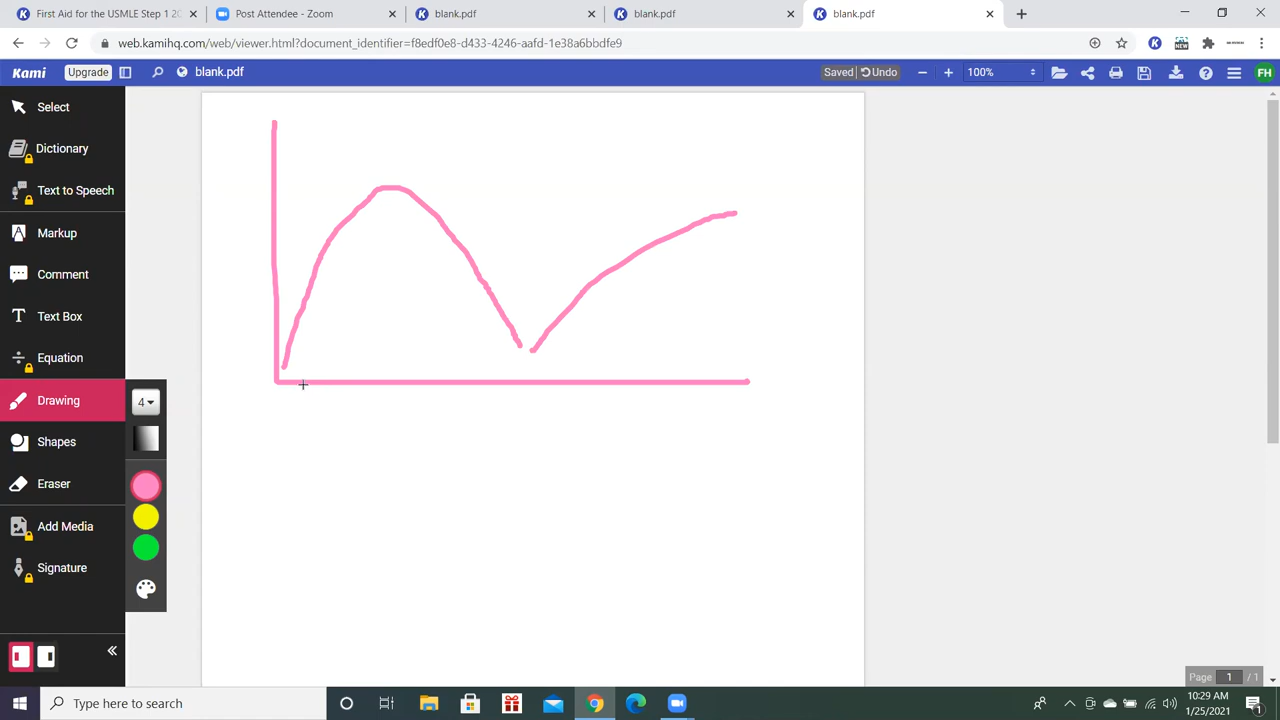 First Aid for the USMLE Step 1 20
Post Attendee - Zoom
blank.pdf
blank.pdf
blank.pdf
web.kamihq.com/web/viewer.html?document_identifier=f8edf0e8-d433-4246-aafd-1e38a6bbdfe9
NEW
Kami
Upgrade
blank.pdf
Saved
Undo
100%
FH
Select
Dictionary
Text to Speech
Markup
Comment
Text Box
Equation
Drawing
4
Shapes
Eraser
Add Media
Signature
Page 1 / 1
Type here to search
10:29 AM
1/25/2021
1